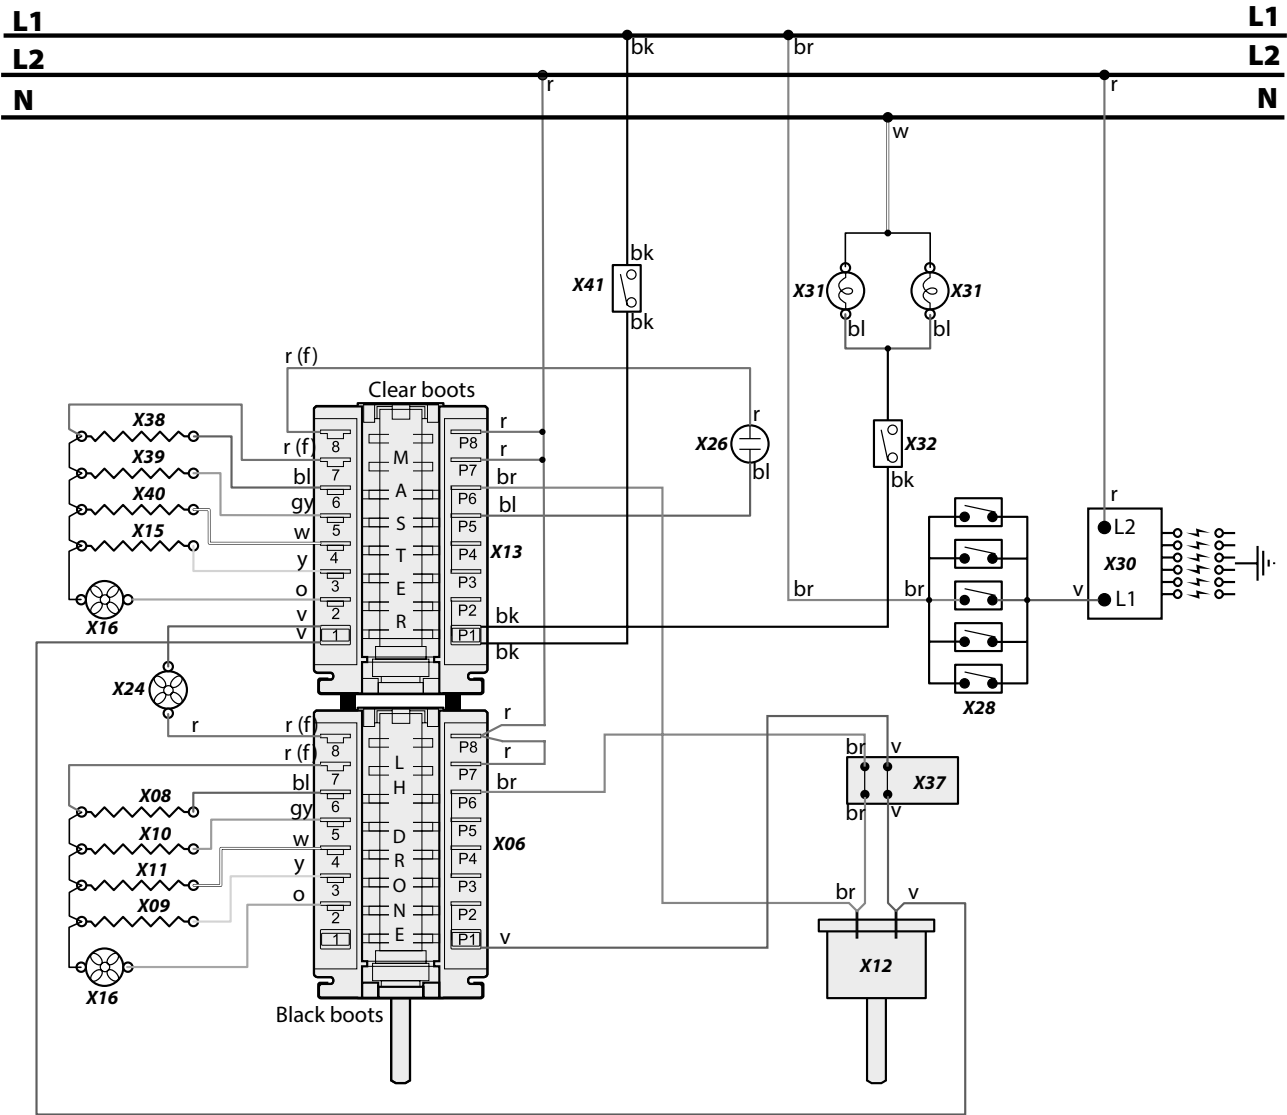 L1 L1
bk br
L2 L2
r r
N N
w
bk
X41
bk
X31 X31
bl bl
r (f)
Clear boots
r
X38
r (f)
8 P8 r
X26
X32
X39
7 P7 r
bl
bk
bl
6 P6 br
X40
gy
5 P5 bl
r
L2
X15
w
4 P4
X13
X30
y
3 P3
br br v L1
o
2 P2
X16
v
v
1 P1 bk
bk
MASTER
X24
X28
r
r (f)
8 P8 r
br v
r (f)
7 P7 r
X37
X08
bl
6 P6 br
br v
X10
gy
5 P5
X11
w
4 P4
X06
X09
y
3 P3
br v
o
2 P2
1 P1 v
LH DRONE
X12
X16
Black boots